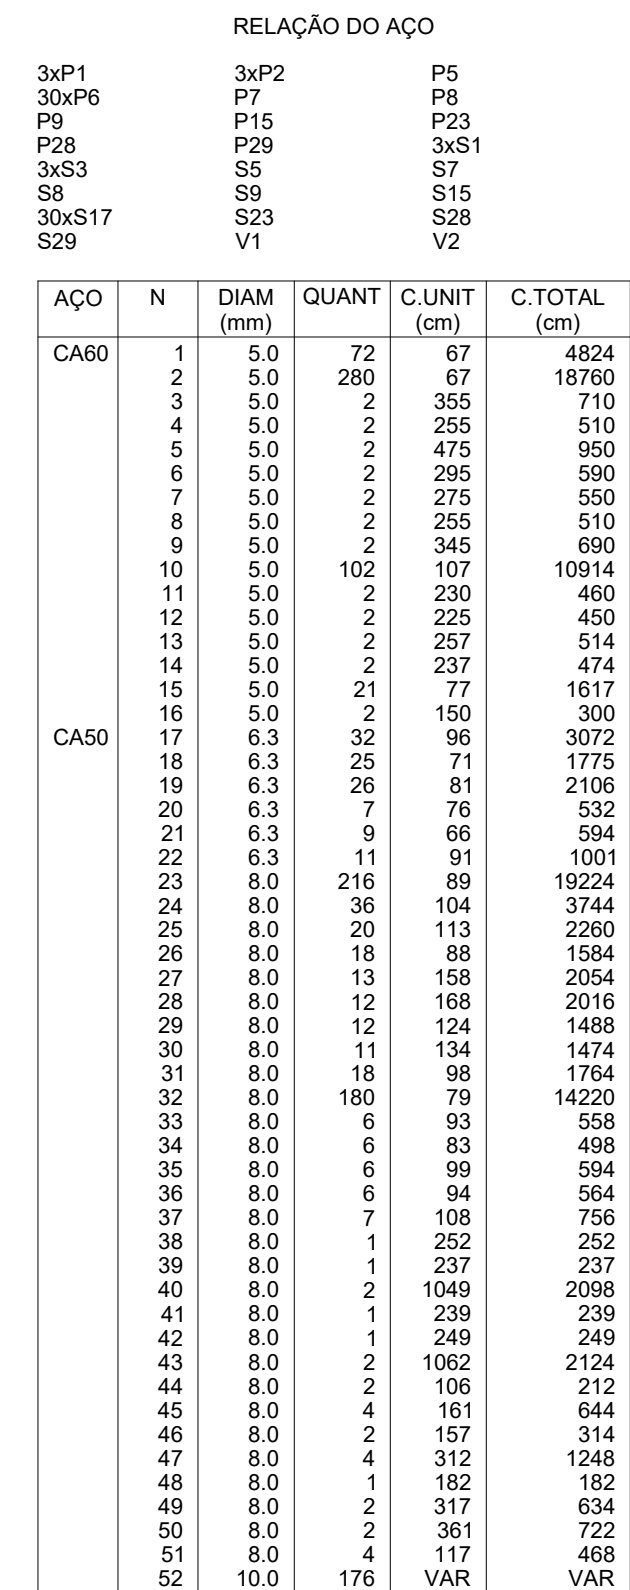 RELAÇÃO DO AÇO
3xP1 3xP2 P5
30xP6 P7 P8
P9 P15 P23
P28 P29 3xS1
3xS3 S5 S7
S8 S9 S15
30xS17 S23 S28
S29 V1 V2
AÇO N DIAM QUANT C.UNIT C.TOTAL
(mm) (cm) (cm)
CA60 1 5.0 72 67 4824
2 5.0 280 67 18760
3 5.0 2 355 710
4 5.0 2 255 510
5 5.0 2 475 950
6 5.0 2 295 590
7 5.0 2 275 550
8 5.0 2 255 510
9 5.0 2 345 690
10 5.0 102 107 10914
11 5.0 2 230 460
12 5.0 2 225 450
13 5.0 2 257 514
14 5.0 2 237 474
15 5.0 21 77 1617
16 5.0 2 150 300
CA50 17 6.3 32 96 3072
18 6.3 25 71 1775
19 6.3 26 81 2106
20 6.3 7 76 532
21 6.3 9 66 594
22 6.3 11 91 1001
23 8.0 216 89 19224
24 8.0 36 104 3744
25 8.0 20 113 2260
26 8.0 18 88 1584
27 8.0 13 158 2054
28 8.0 12 168 2016
29 8.0 12 124 1488
30 8.0 11 134 1474
31 8.0 18 98 1764
32 8.0 180 79 14220
33 8.0 6 93 558
34 8.0 6 83 498
35 8.0 6 99 594
36 8.0 6 94 564
37 8.0 7 108 756
38 8.0 1 252 252
39 8.0 1 237 237
40 8.0 2 1049 2098
41 8.0 1 239 239
42 8.0 1 249 249
43 8.0 2 1062 2124
44 8.0 2 106 212
45 8.0 4 161 644
46 8.0 2 157 314
47 8.0 4 312 1248
48 8.0 1 182 182
49 8.0 2 317 634
50 8.0 2 361 722
51 8.0 4 117 468
52 10.0 176 VAR VAR